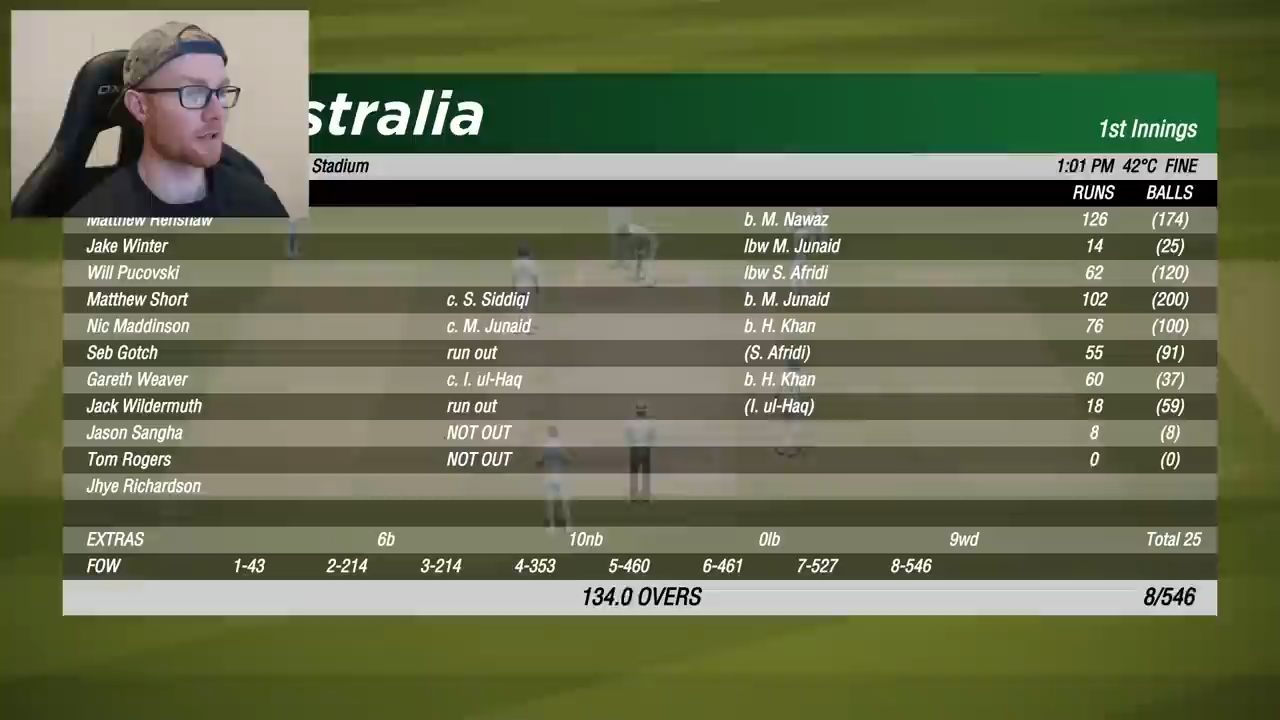 stralia
1st Innings
Stadium 1:01 PM 42°C FINE
RUNS BALLS
Matthew Renshaw b. M. Nawaz 126 (174)
Jake Winter lbw M. Junaid 14 (25)
Will Pucovski lbw S. Afridi 62 (120)
Matthew Short c. S. Siddiqi b. M. Junaid 102 (200)
Nic Maddinson c. M. Junaid b. H. Khan 76 (100)
Seb Gotch run out (S. Afridi) 55 (91)
Gareth Weaver c. I. ul-Haq b. H. Khan 60 (37)
Jack Wildermuth run out (I. ul-Haq) 18 (59)
Jason Sangha NOT OUT 8 (8)
Tom Rogers NOT OUT 0 (0)
Jhye Richardson
EXTRAS 6b 10nb 0lb 9wd Total 25
FOW 1-43 2-214 3-214 4-353 5-460 6-461 7-527 8-546
134.0 OVERS 8/546